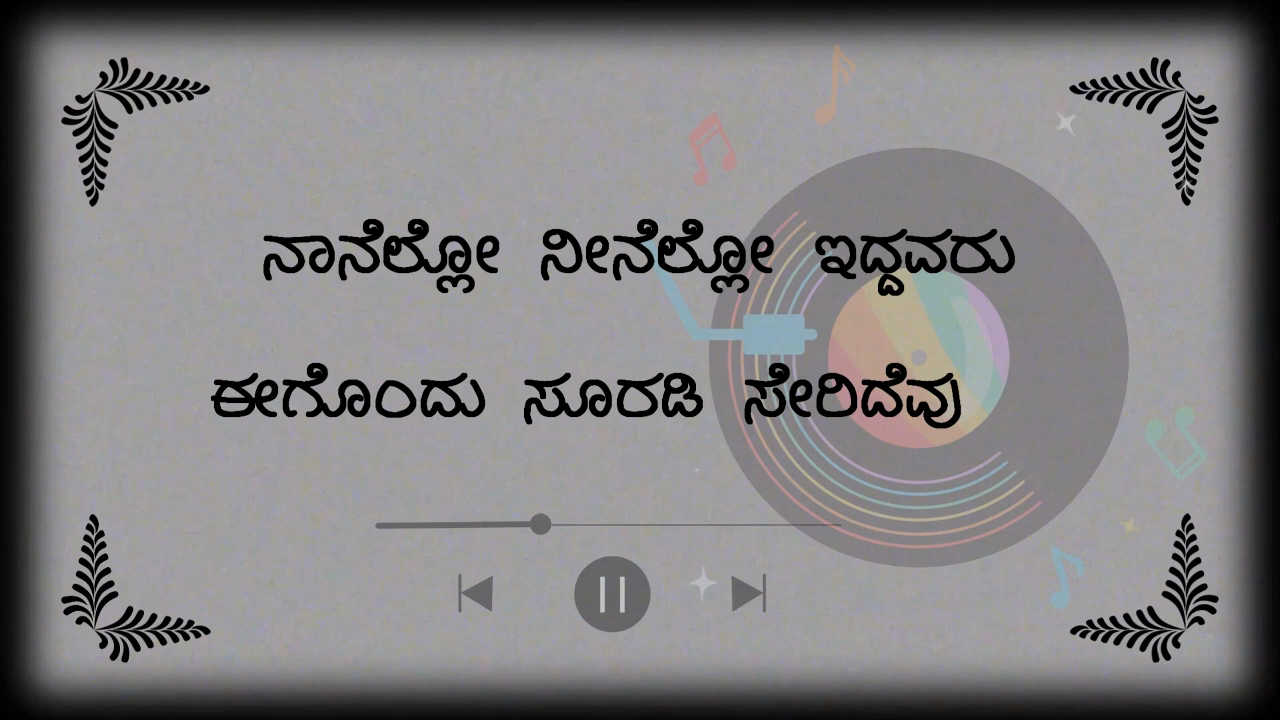 ನಾನೆಲ್ಲೋ ನೀನೆಲ್ಲೋ ಇದ್ದವರು
ಈಗೊಂದು ಸೂರಡಿ ಸೇರಿದೆವು